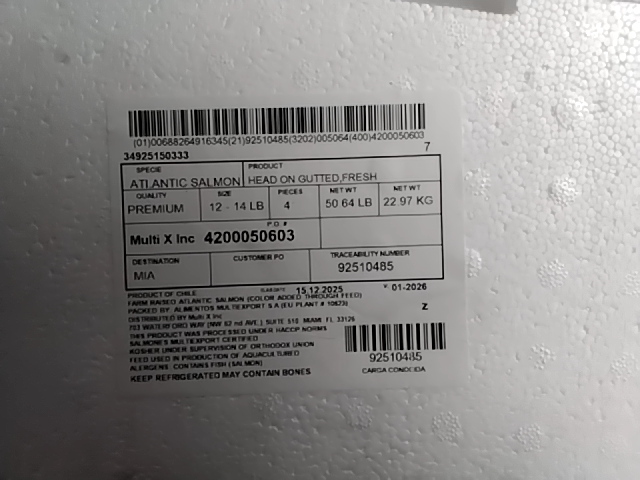 (01)00688264916345(21)92510485(3202)005064(400)4200050603
34925150333
7
SPECIE
PRODUCT
ATLANTIC SALMON
HEAD ON GUTTED,FRESH
QUALITY
SIZE
PIECES
NET WT
NET WT
PREMIUM
12 - 14 LB
4
50.64 LB
22.97 KG
P.O #
Multi X Inc 4200050603
DESTINATION
CUSTOMER PO
TRACEABILITY NUMBER
MIA
92510485
PRODUCT OF CHILE
15.12.2025
01-2026
FARM RAISED ATLANTIC SALMON (COLOR ADDED THROUGH FEED)
PACKED BY: ALIMENTOS MULTIEXPORT S.A (EU PLANT # 10623)
Z
DISTRIBUTED BY Multi X Inc
703 WATERFORD WAY (NW 62 nd AVE.) SUITE 510 MIAMI FL 33126
THIS PRODUCT WAS PROCESSED UNDER HACCP NORMS
SALMONES MULTIEXPORT CERTIFIED
KOSHER UNDER SUPERVISION OF ORTHODOX UNION
FEED USED IN PRODUCTION OF AQUACULTURED
ALERGENS: CONTAINS FISH (SALMON)
KEEP REFRIGERATED MAY CONTAIN BONES
92510485
CARGA CONOCIDA